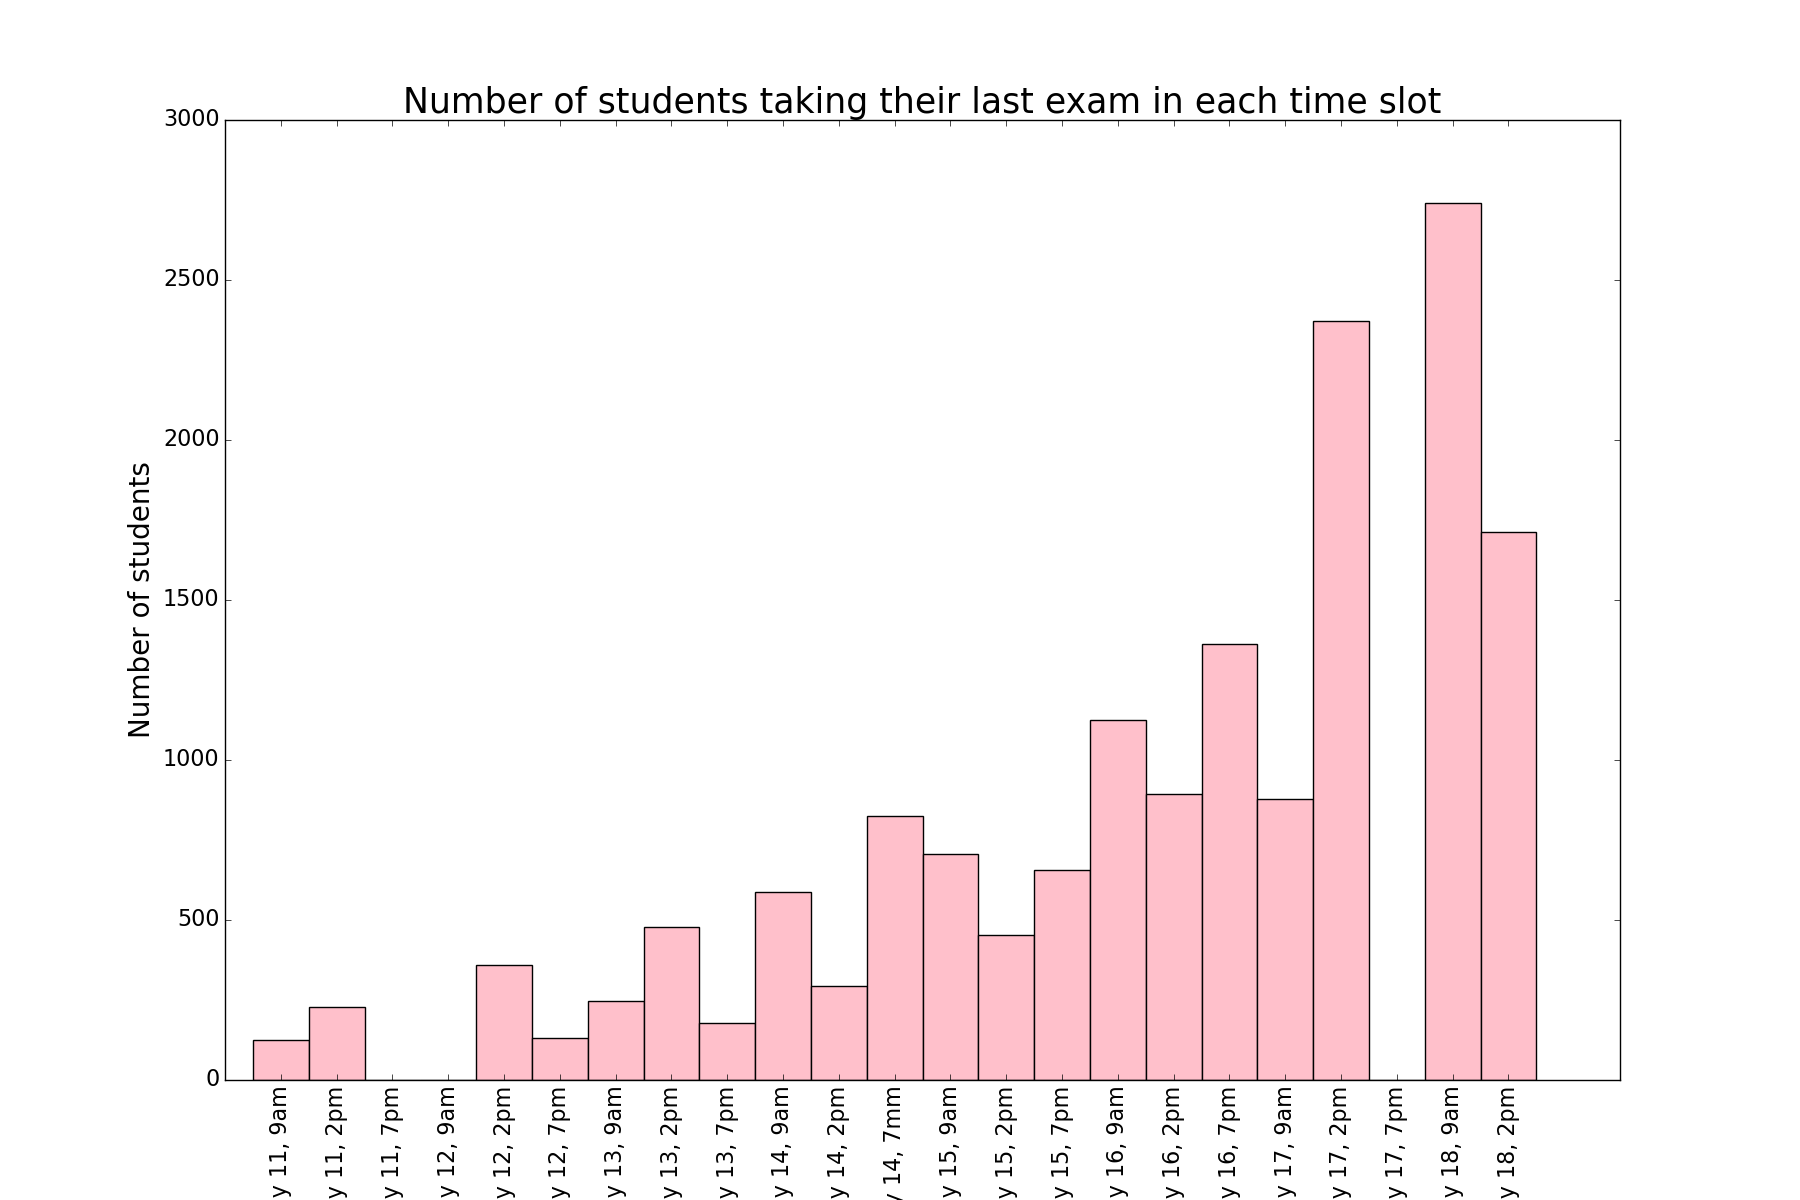 Number of students taking their last exam in each time slot
3000
2500
2000
1500
1000
500
0
Number of students
y 11, 9am
y 11, 2pm
y 11, 7pm
y 12, 9am
y 12, 2pm
y 12, 7pm
y 13, 9am
y 13, 2pm
y 13, 7pm
y 14, 9am
y 14, 2pm
y 14, 7mm
y 15, 9am
y 15, 2pm
y 15, 7pm
y 16, 9am
y 16, 2pm
y 16, 7pm
y 17, 9am
y 17, 2pm
y 17, 7pm
y 18, 9am
y 18, 2pm